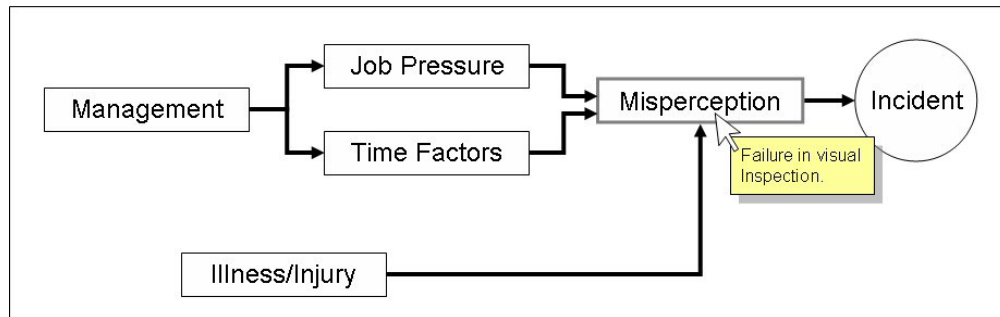 Job Pressure
Management
Misperception
Incident
Time Factors
Failure in visual
Inspection.
Illness/Injury